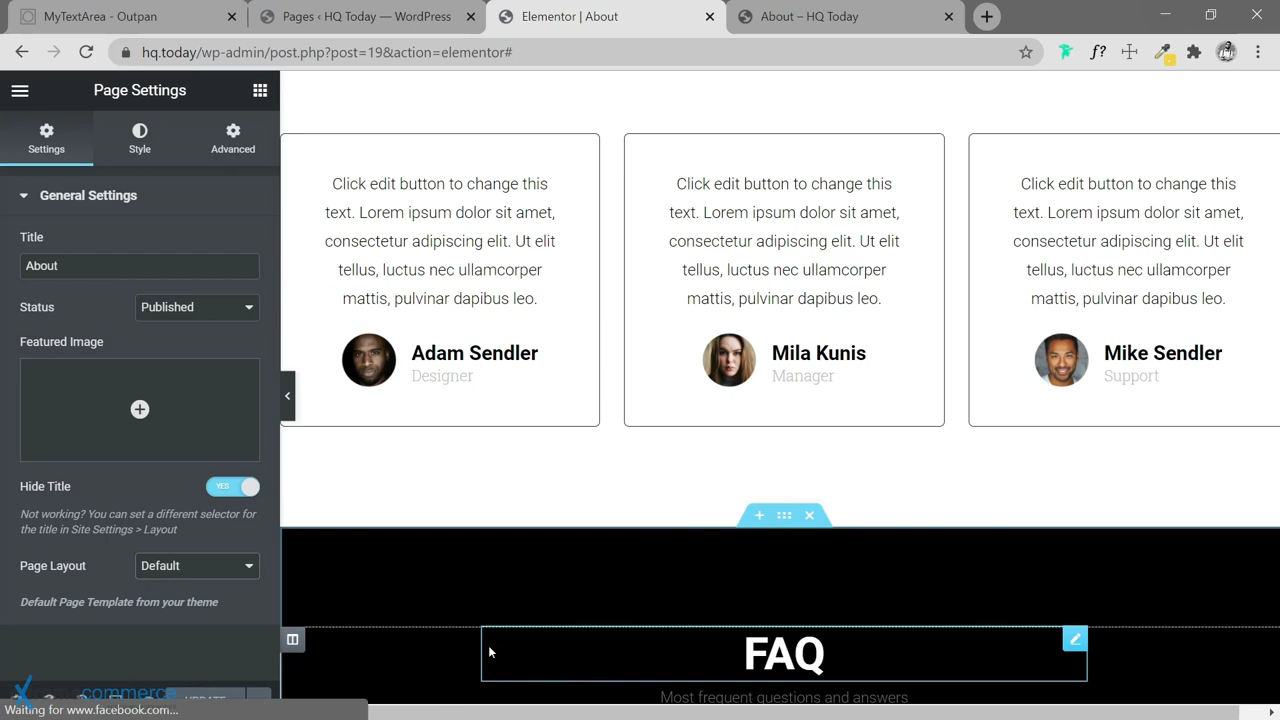 MyTextArea - Outpan
Pages ‹ HQ Today — WordPress
Elementor | About
About – HQ Today
hq.today/wp-admin/post.php?post=19&action=elementor#
Page Settings
Settings
Style
Advanced
General Settings
Title
About
Status
Published
Featured Image
Hide Title
YES
Not working? You can set a different selector for
the title in Site Settings > Layout
Page Layout
Default
Default Page Template from your theme
commerce
UPDATE
Waiting for www.facebook.com...
Click edit button to change this
text. Lorem ipsum dolor sit amet,
consectetur adipiscing elit. Ut elit
tellus, luctus nec ullamcorper
mattis, pulvinar dapibus leo.
Adam Sendler
Designer
Click edit button to change this
text. Lorem ipsum dolor sit amet,
consectetur adipiscing elit. Ut elit
tellus, luctus nec ullamcorper
mattis, pulvinar dapibus leo.
Mila Kunis
Manager
Click edit button to change this
text. Lorem ipsum dolor sit amet,
consectetur adipiscing elit. Ut elit
tellus, luctus nec ullamcorper
mattis, pulvinar dapibus leo.
Mike Sendler
Support
FAQ
Most frequent questions and answers